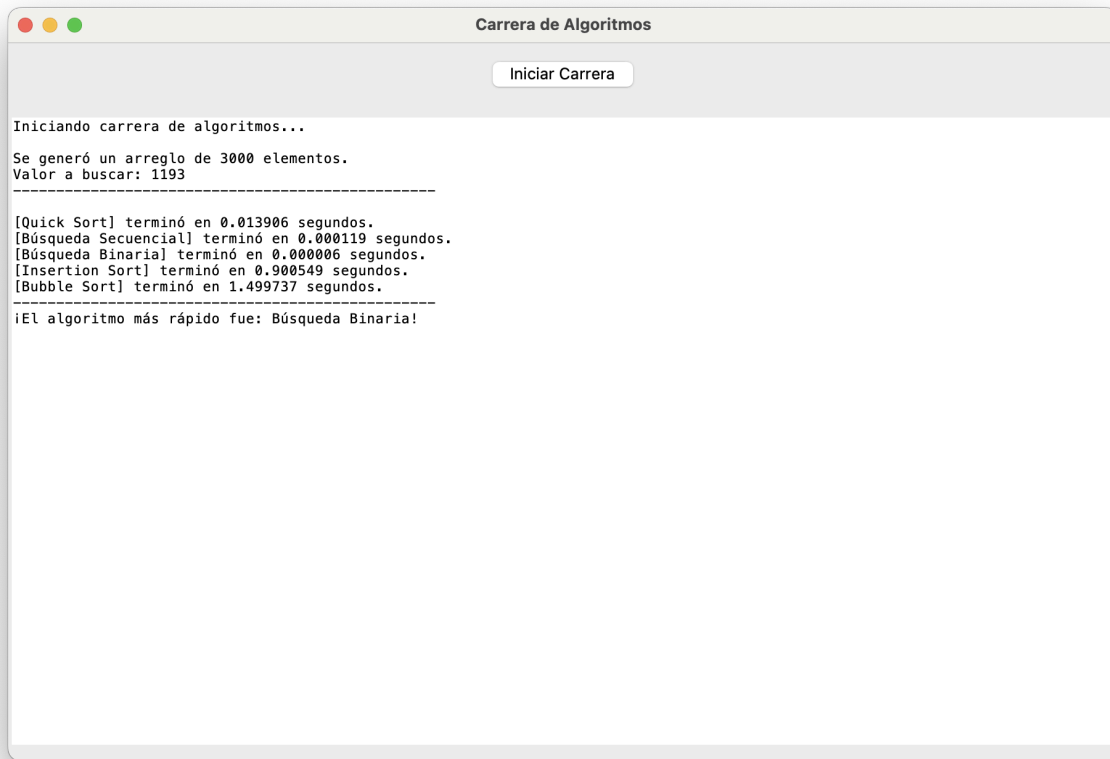 Carrera de Algoritmos
Iniciar Carrera
Iniciando carrera de algoritmos...
Se generó un arreglo de 3000 elementos.
Valor a buscar: 1193
-------------------------------------------------
[Quick Sort] terminó en 0.013906 segundos.
[Búsqueda Secuencial] terminó en 0.000119 segundos.
[Búsqueda Binaria] terminó en 0.000006 segundos.
[Insertion Sort] terminó en 0.900549 segundos.
[Bubble Sort] terminó en 1.499737 segundos.
-------------------------------------------------
¡El algoritmo más rápido fue: Búsqueda Binaria!